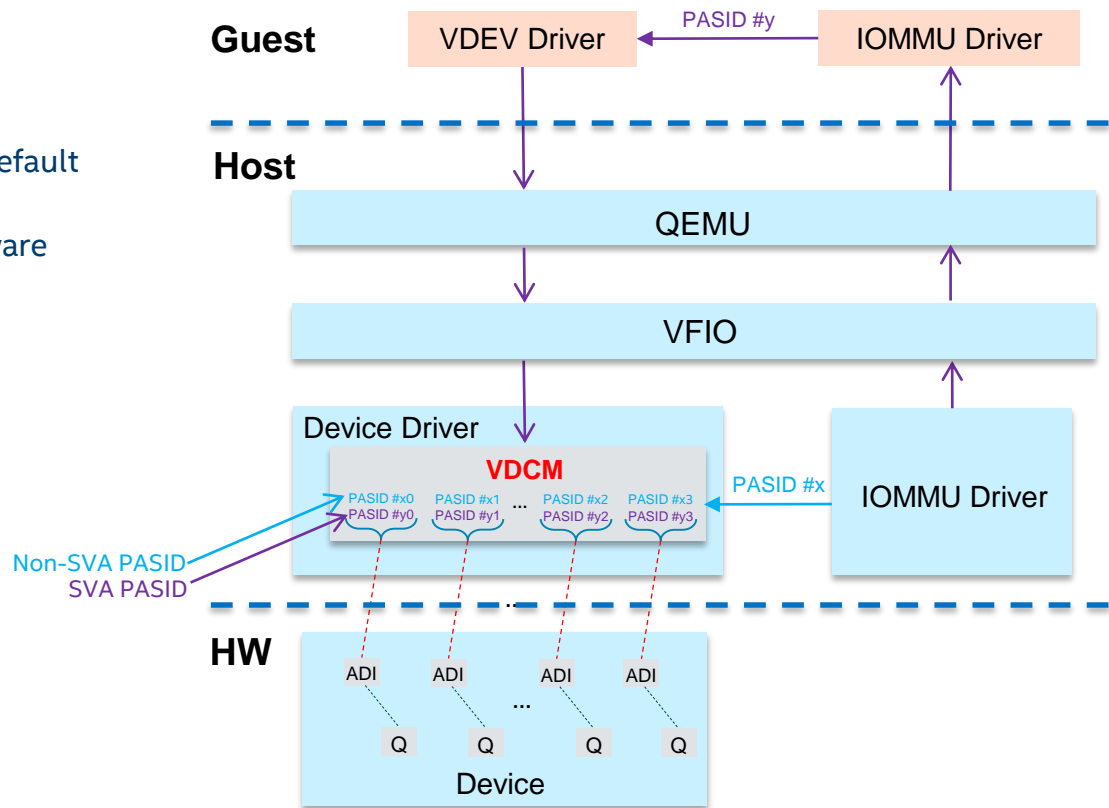 Guest
VDEV Driver
PASID #y
IOMMU Driver
efault
Host
are
QEMU
VFIO
Device Driver
VDCM
PASID #x0 PASID #x1 ... PASID #x2 PASID #x3
PASID #y0 PASID #y1 PASID #y2 PASID #y3
PASID #x
IOMMU Driver
Non-SVA PASID
SVA PASID
...
HW
ADI ADI ADI ADI
...
Q Q Q Q
Device